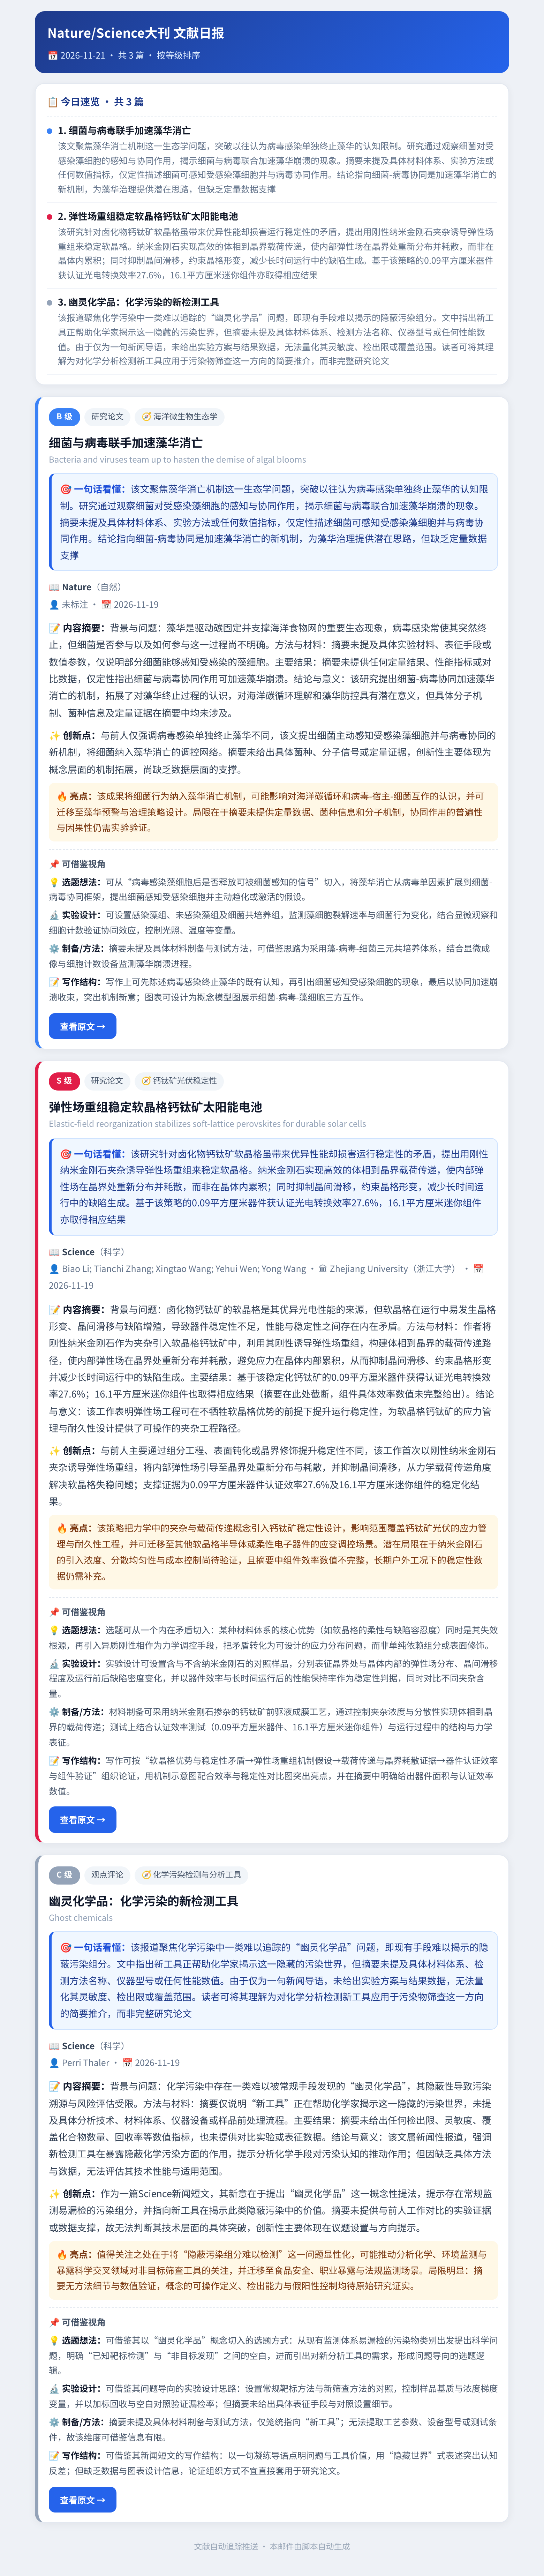 Nature/Science大刊 文献日报
📅 2026-11-21 · 共 3 篇 · 按等级排序
📋 今日速览 · 共 3 篇
1. 细菌与病毒联手加速藻华消亡
该文聚焦藻华消亡机制这一生态学问题，突破以往认为病毒感染单独终止藻华的认知限制。研究通过观察细菌对受
感染藻细胞的感知与协同作用，揭示细菌与病毒联合加速藻华崩溃的现象。摘要未提及具体材料体系、实验方法或
任何数值指标，仅定性描述细菌可感知受感染藻细胞并与病毒协同作用。结论指向细菌-病毒协同是加速藻华消亡的
新机制，为藻华治理提供潜在思路，但缺乏定量数据支撑
2. 弹性场重组稳定软晶格钙钛矿太阳能电池
该研究针对卤化物钙钛矿软晶格虽带来优异性能却损害运行稳定性的矛盾，提出用刚性纳米金刚石夹杂诱导弹性场
重组来稳定软晶格。纳米金刚石实现高效的体相到晶界载荷传递，使内部弹性场在晶界处重新分布并耗散，而非在
晶体内累积；同时抑制晶间滑移，约束晶格形变，减少长时间运行中的缺陷生成。基于该策略的0.09平方厘米器件
获认证光电转换效率27.6%，16.1平方厘米迷你组件亦取得相应结果
3. 幽灵化学品：化学污染的新检测工具
该报道聚焦化学污染中一类难以追踪的“幽灵化学品”问题，即现有手段难以揭示的隐蔽污染组分。文中指出新工
具正帮助化学家揭示这一隐藏的污染世界，但摘要未提及具体材料体系、检测方法名称、仪器型号或任何性能数
值。由于仅为一句新闻导语，未给出实验方案与结果数据，无法量化其灵敏度、检出限或覆盖范围。读者可将其理
解为对化学分析检测新工具应用于污染物筛查这一方向的简要推介，而非完整研究论文
B 级 研究论文 🧭 海洋微生物生态学
细菌与病毒联手加速藻华消亡
Bacteria and viruses team up to hasten the demise of algal blooms
🎯 一句话看懂：该文聚焦藻华消亡机制这一生态学问题，突破以往认为病毒感染单独终止藻华的认知限
制。研究通过观察细菌对受感染藻细胞的感知与协同作用，揭示细菌与病毒联合加速藻华崩溃的现象。
摘要未提及具体材料体系、实验方法或任何数值指标，仅定性描述细菌可感知受感染藻细胞并与病毒协
同作用。结论指向细菌-病毒协同是加速藻华消亡的新机制，为藻华治理提供潜在思路，但缺乏定量数据
支撑
📖 Nature（自然）
👤 未标注 · 📅 2026-11-19
📝 内容摘要：背景与问题：藻华是驱动碳固定并支撑海洋食物网的重要生态现象，病毒感染常使其突然终
止，但细菌是否参与以及如何参与这一过程尚不明确。方法与材料：摘要未提及具体实验材料、表征手段或
数值参数，仅说明部分细菌能够感知受感染的藻细胞。主要结果：摘要未提供任何定量结果、性能指标或对
比数据，仅定性指出细菌与病毒协同作用可加速藻华崩溃。结论与意义：该研究提出细菌-病毒协同加速藻华
消亡的新机制，拓展了对藻华终止过程的认识，对海洋碳循环理解和藻华防控具有潜在意义，但具体分子机
制、菌种信息及定量证据在摘要中均未涉及。
✨ 创新点：与前人仅强调病毒感染单独终止藻华不同，该文提出细菌主动感知受感染藻细胞并与病毒协同的
新机制，将细菌纳入藻华消亡的调控网络。摘要未给出具体菌种、分子信号或定量证据，创新性主要体现为
概念层面的机制拓展，尚缺乏数据层面的支撑。
🔥 亮点：该成果将细菌行为纳入藻华消亡机制，可能影响对海洋碳循环和病毒-宿主-细菌互作的认识，并可
迁移至藻华预警与治理策略设计。局限在于摘要未提供定量数据、菌种信息和分子机制，协同作用的普遍性
与因果性仍需实验验证。
📌 可借鉴视角
💡 选题想法：可从“病毒感染藻细胞后是否释放可被细菌感知的信号”切入，将藻华消亡从病毒单因素扩展到细菌-
病毒协同框架，提出细菌感知受感染细胞并主动趋化或激活的假设。
🔬 实验设计：可设置感染藻组、未感染藻组及细菌共培养组，监测藻细胞裂解速率与细菌行为变化，结合显微观察和
细胞计数验证协同效应，控制光照、温度等变量。
⚙️ 制备/方法：摘要未提及具体材料制备与测试方法，可借鉴思路为采用藻-病毒-细菌三元共培养体系，结合显微成
像与细胞计数设备监测藻华崩溃进程。
📝 写作结构：写作上可先陈述病毒感染终止藻华的既有认知，再引出细菌感知受感染细胞的现象，最后以协同加速崩
溃收束，突出机制新意；图表可设计为概念模型图展示细菌-病毒-藻细胞三方互作。
查看原文 →
S 级 研究论文 🧭 钙钛矿光伏稳定性
弹性场重组稳定软晶格钙钛矿太阳能电池
Elastic-field reorganization stabilizes soft-lattice perovskites for durable solar cells
🎯 一句话看懂：该研究针对卤化物钙钛矿软晶格虽带来优异性能却损害运行稳定性的矛盾，提出用刚性
纳米金刚石夹杂诱导弹性场重组来稳定软晶格。纳米金刚石实现高效的体相到晶界载荷传递，使内部弹
性场在晶界处重新分布并耗散，而非在晶体内累积；同时抑制晶间滑移，约束晶格形变，减少长时间运
行中的缺陷生成。基于该策略的0.09平方厘米器件获认证光电转换效率27.6%，16.1平方厘米迷你组件
亦取得相应结果
📖 Science（科学）
👤 Biao Li; Tianchi Zhang; Xingtao Wang; Yehui Wen; Yong Wang · 🏛 Zhejiang University（浙江大学） · 📅
2026-11-19
📝 内容摘要：背景与问题：卤化物钙钛矿的软晶格是其优异光电性能的来源，但软晶格在运行中易发生晶格
形变、晶间滑移与缺陷增殖，导致器件稳定性不足，性能与稳定性之间存在内在矛盾。方法与材料：作者将
刚性纳米金刚石作为夹杂引入软晶格钙钛矿中，利用其刚性诱导弹性场重组，构建体相到晶界的载荷传递路
径，使内部弹性场在晶界处重新分布并耗散，避免应力在晶体内部累积，从而抑制晶间滑移、约束晶格形变
并减少长时间运行中的缺陷生成。主要结果：基于该稳定化钙钛矿的0.09平方厘米器件获得认证光电转换效
率27.6%；16.1平方厘米迷你组件也取得相应结果（摘要在此处截断，组件具体效率数值未完整给出）。结论
与意义：该工作表明弹性场工程可在不牺牲软晶格优势的前提下提升运行稳定性，为软晶格钙钛矿的应力管
理与耐久性设计提供了可操作的夹杂工程路径。
✨ 创新点：与前人主要通过组分工程、表面钝化或晶界修饰提升稳定性不同，该工作首次以刚性纳米金刚石
夹杂诱导弹性场重组，将内部弹性场引导至晶界处重新分布与耗散，并抑制晶间滑移，从力学载荷传递角度
解决软晶格失稳问题；支撑证据为0.09平方厘米器件认证效率27.6%及16.1平方厘米迷你组件的稳定化结
果。
🔥 亮点：该策略把力学中的夹杂与载荷传递概念引入钙钛矿稳定性设计，影响范围覆盖钙钛矿光伏的应力管
理与耐久性工程，并可迁移至其他软晶格半导体或柔性电子器件的应变调控场景。潜在局限在于纳米金刚石
的引入浓度、分散均匀性与成本控制尚待验证，且摘要中组件效率数值不完整，长期户外工况下的稳定性数
据仍需补充。
📌 可借鉴视角
💡 选题想法：选题可从一个内在矛盾切入：某种材料体系的核心优势（如软晶格的柔性与缺陷容忍度）同时是其失效
根源，再引入异质刚性相作为力学调控手段，把矛盾转化为可设计的应力分布问题，而非单纯依赖组分或表面修饰。
🔬 实验设计：实验设计可设置含与不含纳米金刚石的对照样品，分别表征晶界处与晶体内部的弹性场分布、晶间滑移
程度及运行前后缺陷密度变化，并以器件效率与长时间运行后的性能保持率作为稳定性判据，同时对比不同夹杂含
量。
⚙️ 制备/方法：材料制备可采用纳米金刚石掺杂的钙钛矿前驱液成膜工艺，通过控制夹杂浓度与分散性实现体相到晶
界的载荷传递；测试上结合认证效率测试（0.09平方厘米器件、16.1平方厘米迷你组件）与运行过程中的结构与力学
表征。
📝 写作结构：写作可按“软晶格优势与稳定性矛盾→弹性场重组机制假设→载荷传递与晶界耗散证据→器件认证效率
与组件验证”组织论证，用机制示意图配合效率与稳定性对比图突出亮点，并在摘要中明确给出器件面积与认证效率
数值。
查看原文 →
C 级 观点评论 🧭 化学污染检测与分析工具
幽灵化学品：化学污染的新检测工具
Ghost chemicals
🎯 一句话看懂：该报道聚焦化学污染中一类难以追踪的“幽灵化学品”问题，即现有手段难以揭示的隐
蔽污染组分。文中指出新工具正帮助化学家揭示这一隐藏的污染世界，但摘要未提及具体材料体系、检
测方法名称、仪器型号或任何性能数值。由于仅为一句新闻导语，未给出实验方案与结果数据，无法量
化其灵敏度、检出限或覆盖范围。读者可将其理解为对化学分析检测新工具应用于污染物筛查这一方向
的简要推介，而非完整研究论文
📖 Science（科学）
👤 Perri Thaler · 📅 2026-11-19
📝 内容摘要：背景与问题：化学污染中存在一类难以被常规手段发现的“幽灵化学品”，其隐蔽性导致污染
溯源与风险评估受限。方法与材料：摘要仅说明“新工具”正在帮助化学家揭示这一隐藏的污染世界，未提
及具体分析技术、材料体系、仪器设备或样品前处理流程。主要结果：摘要未给出任何检出限、灵敏度、覆
盖化合物数量、回收率等数值指标，也未提供对比实验或表征数据。结论与意义：该文属新闻性报道，强调
新检测工具在暴露隐蔽化学污染方面的作用，提示分析化学手段对污染认知的推动作用；但因缺乏具体方法
与数据，无法评估其技术性能与适用范围。
✨ 创新点：作为一篇Science新闻短文，其新意在于提出“幽灵化学品”这一概念性提法，提示存在常规监
测易漏检的污染组分，并指向新工具在揭示此类隐蔽污染中的价值。摘要未提供与前人工作对比的实验证据
或数据支撑，故无法判断其技术层面的具体突破，创新性主要体现在议题设置与方向提示。
🔥 亮点：值得关注之处在于将“隐蔽污染组分难以检测”这一问题显性化，可能推动分析化学、环境监测与
暴露科学交叉领域对非目标筛查工具的关注，并迁移至食品安全、职业暴露与法规监测场景。局限明显：摘
要无方法细节与数值验证，概念的可操作定义、检出能力与假阳性控制均待原始研究证实。
📌 可借鉴视角
💡 选题想法：可借鉴其以“幽灵化学品”概念切入的选题方式：从现有监测体系易漏检的污染物类别出发提出科学问
题，明确“已知靶标检测”与“非目标发现”之间的空白，进而引出对新分析工具的需求，形成问题导向的选题逻
辑。
🔬 实验设计：可借鉴其问题导向的实验设计思路：设置常规靶标方法与新筛查方法的对照，控制样品基质与浓度梯度
变量，并以加标回收与空白对照验证漏检率；但摘要未给出具体表征手段与对照设置细节。
⚙️ 制备/方法：摘要未提及具体材料制备与测试方法，仅笼统指向“新工具”；无法提取工艺参数、设备型号或测试条
件，故该维度可借鉴信息有限。
📝 写作结构：可借鉴其新闻短文的写作结构：以一句凝练导语点明问题与工具价值，用“隐藏世界”式表述突出认知
反差；但缺乏数据与图表设计信息，论证组织方式不宜直接套用于研究论文。
查看原文 →
文献自动追踪推送 · 本邮件由脚本自动生成